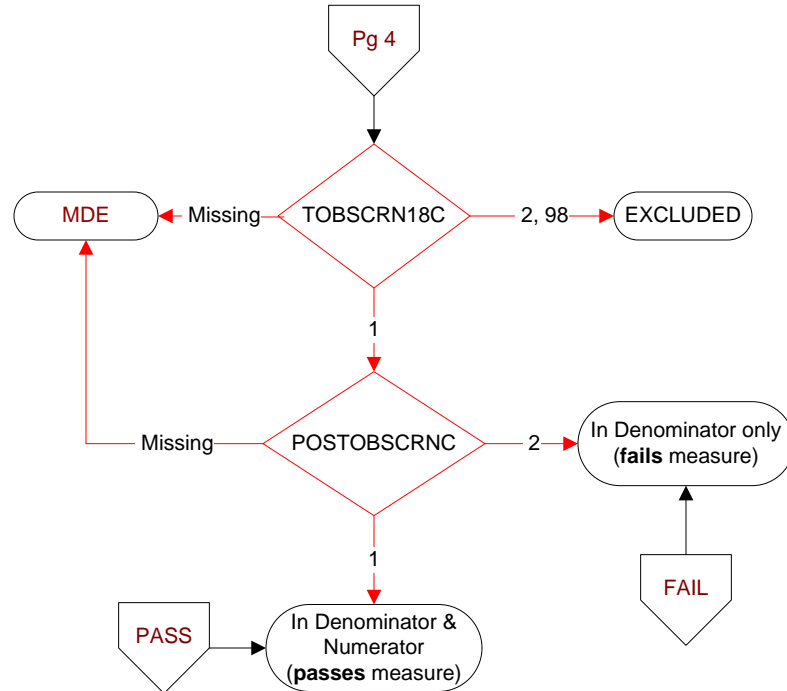 Pg 4
MDE
Missing
TOBSCRN18C
2, 98
EXCLUDED
1
Missing
POSTOBSCRNC
2
In Denominator only
(fails measure)
1
FAIL
PASS
In Denominator &
Numerator
(passes measure)